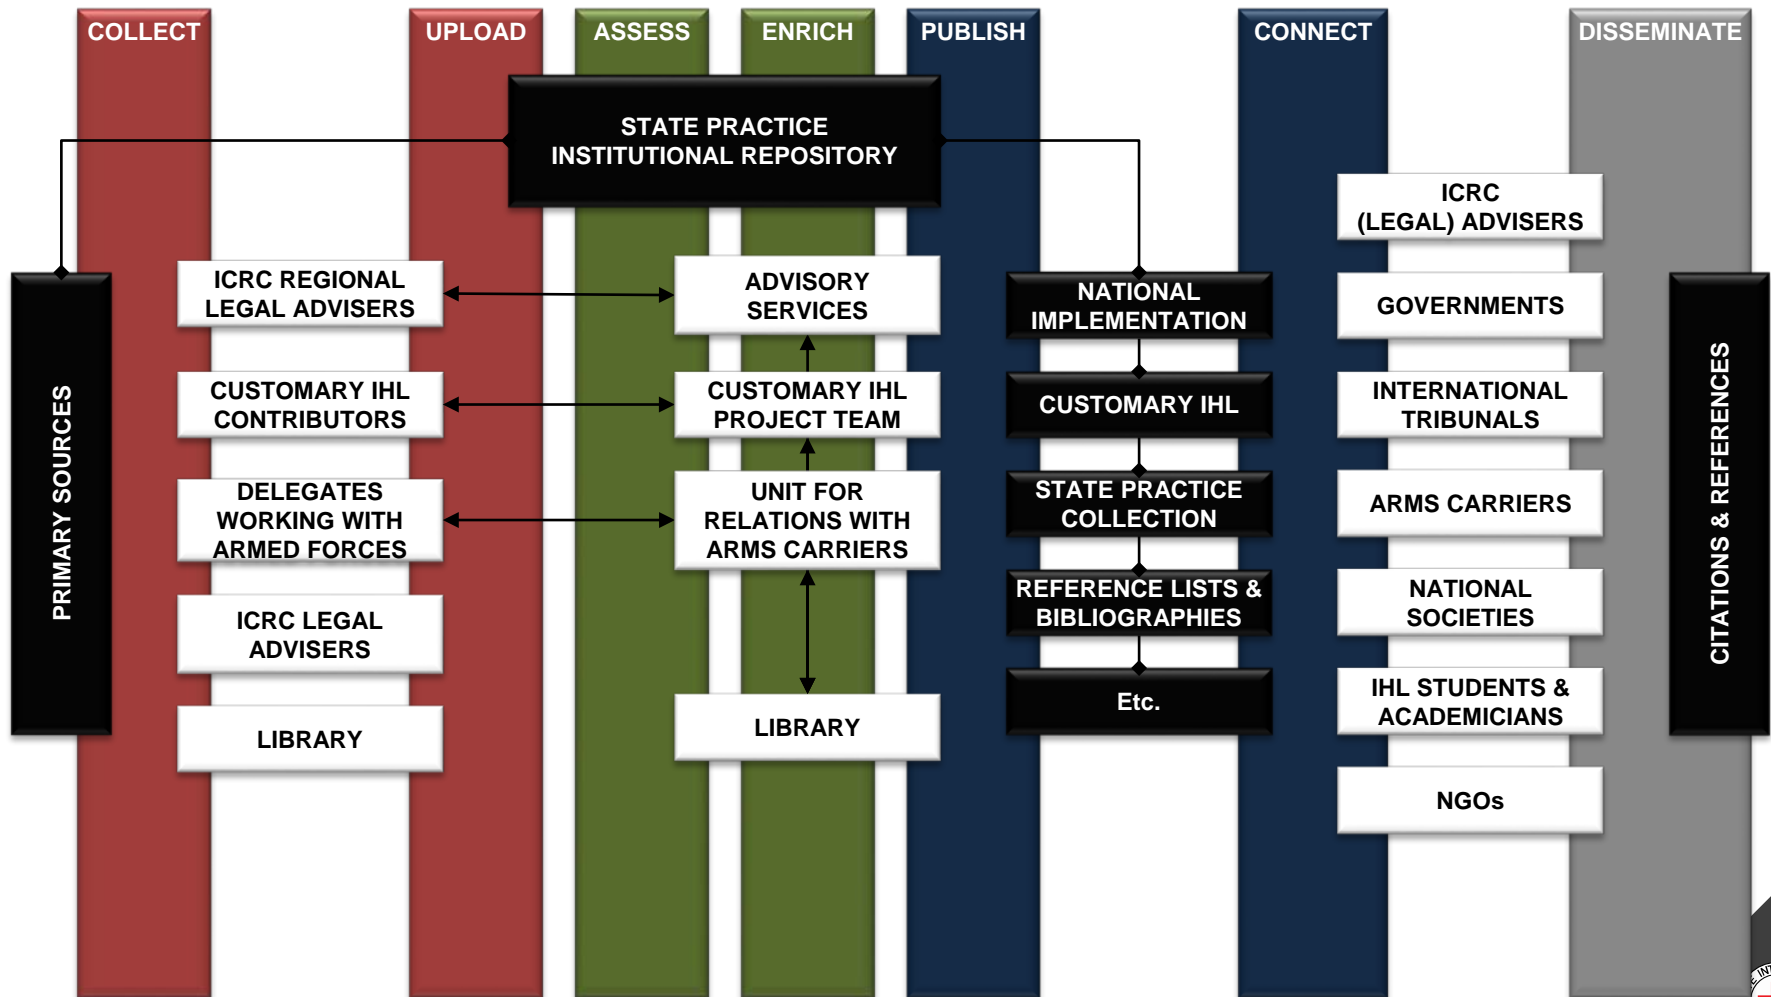 COLLECT
UPLOAD
ASSESS
ENRICH
PUBLISH
CONNECT
DISSEMINATE
STATE PRACTICE
INSTITUTIONAL REPOSITORY
PRIMARY SOURCES
ICRC REGIONAL
LEGAL ADVISERS
CUSTOMARY IHL
CONTRIBUTORS
DELEGATES
WORKING WITH
ARMED FORCES
ICRC LEGAL
ADVISERS
LIBRARY
ADVISORY
SERVICES
CUSTOMARY IHL
PROJECT TEAM
UNIT FOR
RELATIONS WITH
ARMS CARRIERS
LIBRARY
NATIONAL
IMPLEMENTATION
CUSTOMARY IHL
STATE PRACTICE
COLLECTION
REFERENCE LISTS &
BIBLIOGRAPHIES
Etc.
ICRC
(LEGAL) ADVISERS
GOVERNMENTS
INTERNATIONAL
TRIBUNALS
ARMS CARRIERS
NATIONAL
SOCIETIES
IHL STUDENTS &
ACADEMICIANS
NGOs
CITATIONS & REFERENCES